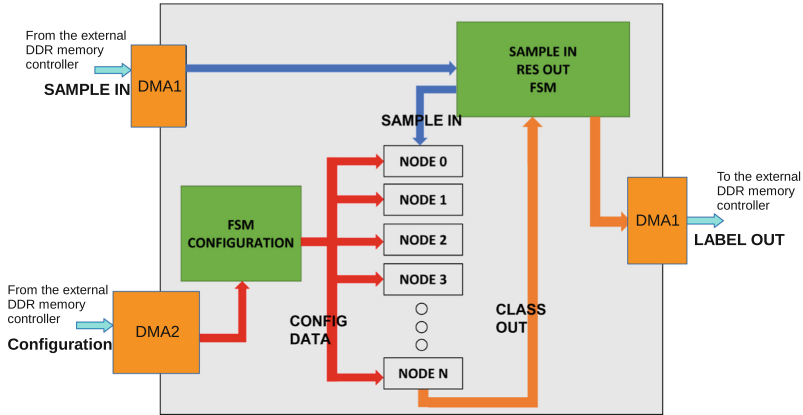 From the external
DDR memory
controller
SAMPLE IN
DMA1
SAMPLE IN
RES OUT
FSM
SAMPLE IN
NODE 0
NODE 1
NODE 2
NODE 3
NODE N
FSM
CONFIGURATION
CONFIG
DATA
CLASS
OUT
DMA1
To the external
DDR memory
controller
LABEL OUT
From the external
DDR memory
controller
Configuration
DMA2